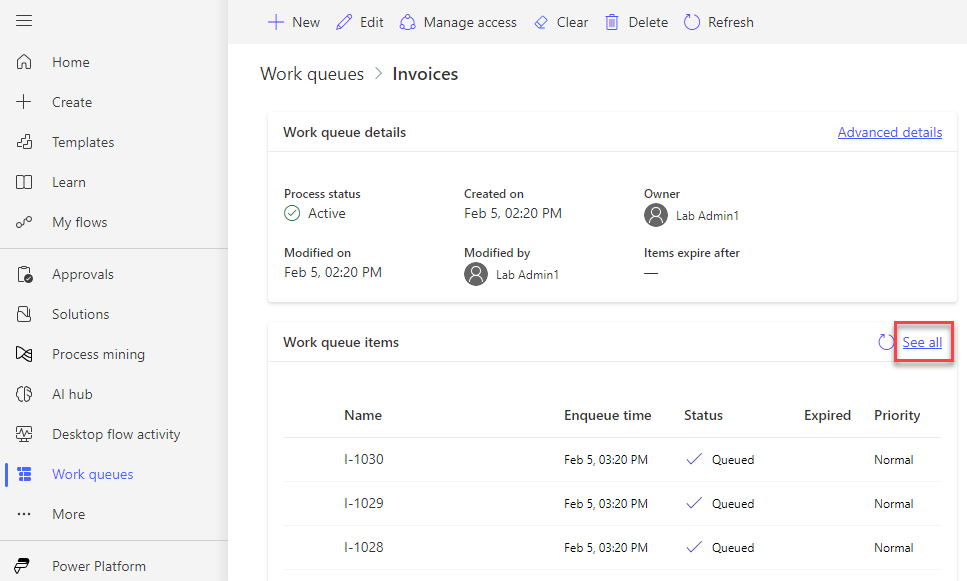 New Edit Manage access Clear Delete Refresh
Home
Create
Templates
Learn
My flows
Approvals
Solutions
Process mining
AI hub
Desktop flow activity
Work queues
More
Power Platform
Work queues > Invoices
Work queue details Advanced details
Process status Created on Owner
Active Feb 5, 02:20 PM Lab Admin1
Modified on Modified by Items expire after
Feb 5, 02:20 PM Lab Admin1 —
Work queue items See all
Name Enqueue time Status Expired Priority
I-1030 Feb 5, 03:20 PM Queued Normal
I-1029 Feb 5, 03:20 PM Queued Normal
I-1028 Feb 5, 03:20 PM Queued Normal